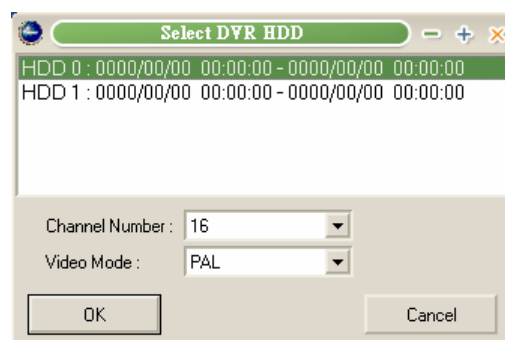 Select DVR HDD
HDD 0 : 0000/00/00 00:00:00 - 0000/00/00 00:00:00
HDD 1 : 0000/00/00 00:00:00 - 0000/00/00 00:00:00
Channel Number : 16
Video Mode : PAL
OK Cancel